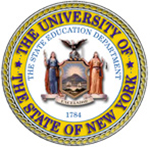 THE UNIVERSITY OF
THE STATE OF NEW YORK
THE STATE EDUCATION DEPARTMENT
1784